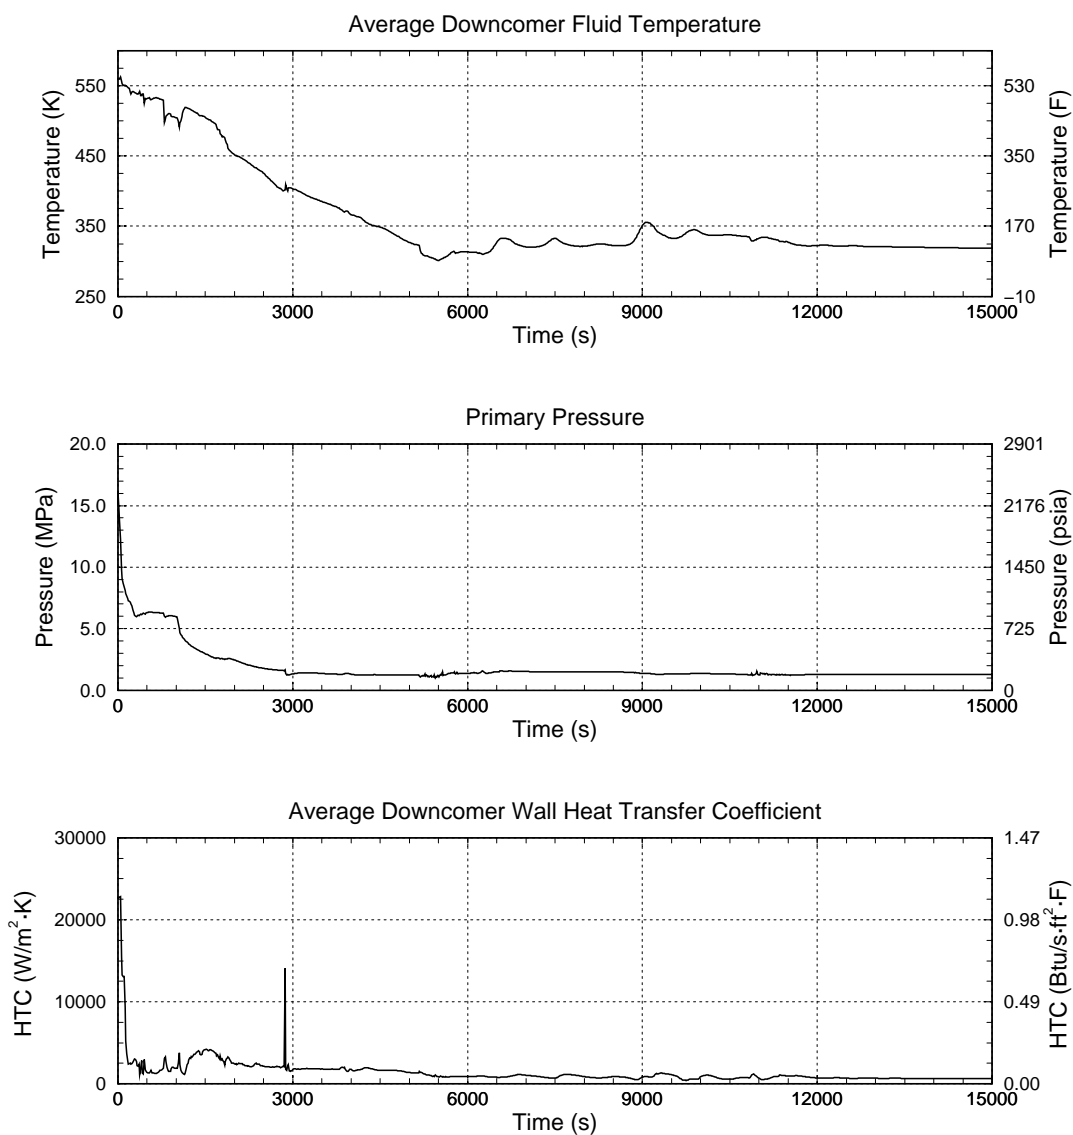 Average Downcomer Fluid Temperature
Temperature (K)
550
450
350
250
530
350
170
−10
Temperature (F)
0 3000 6000 9000 12000 15000
Time (s)
Primary Pressure
Pressure (MPa)
20.0
15.0
10.0
5.0
0.0
2901
2176
1450
725
0
Pressure (psia)
0 3000 6000 9000 12000 15000
Time (s)
Average Downcomer Wall Heat Transfer Coefficient
HTC (W/m²·K)
30000
20000
10000
0
1.47
0.98
0.49
0.00
HTC (Btu/s·ft²·F)
0 3000 6000 9000 12000 15000
Time (s)